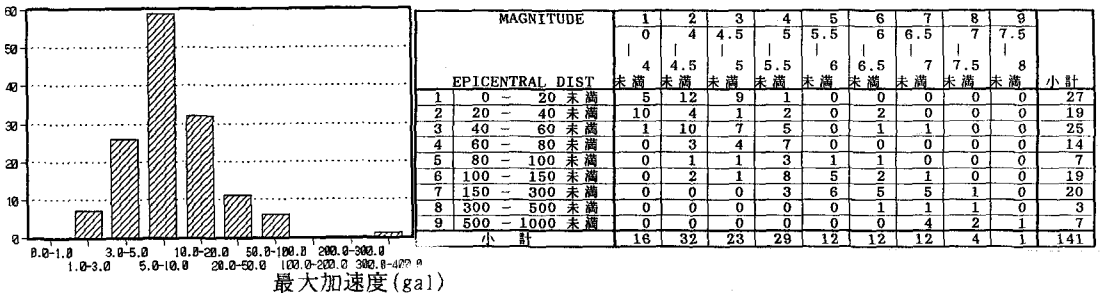 60
50
40
30
20
10
0
0.0-1.0 3.0-5.0 10.0-20.0 50.0-100.0 200.0-300.0
1.0-3.0 5.0-10.0 20.0-50.0 100.0-200.0 300.0-400.0
最大加速度(gal)
MAGNITUDE 1 2 3 4 5 6 7 8 9
0 4 4.5 5 5.5 6 6.5 7 7.5
| | | | | | | | |
4 4.5 5 5.5 6 6.5 7 7.5 8
EPICENTRAL DIST 未満 未満 未満 未満 未満 未満 未満 未満 未満 小計
1 0 - 20 未満 5 12 9 1 0 0 0 0 0 27
2 20 - 40 未満 10 4 1 2 0 2 0 0 0 19
3 40 - 60 未満 1 10 7 5 0 1 1 0 0 25
4 60 - 80 未満 0 3 4 7 0 0 0 0 0 14
5 80 - 100 未満 0 1 1 3 1 1 0 0 0 7
6 100 - 150 未満 0 2 1 8 5 2 1 0 0 19
7 150 - 300 未満 0 0 0 3 6 5 5 1 0 20
8 300 - 500 未満 0 0 0 0 0 1 1 1 0 3
9 500 - 1000 未満 0 0 0 0 0 0 4 2 1 7
小 計 16 32 23 29 12 12 12 4 1 141